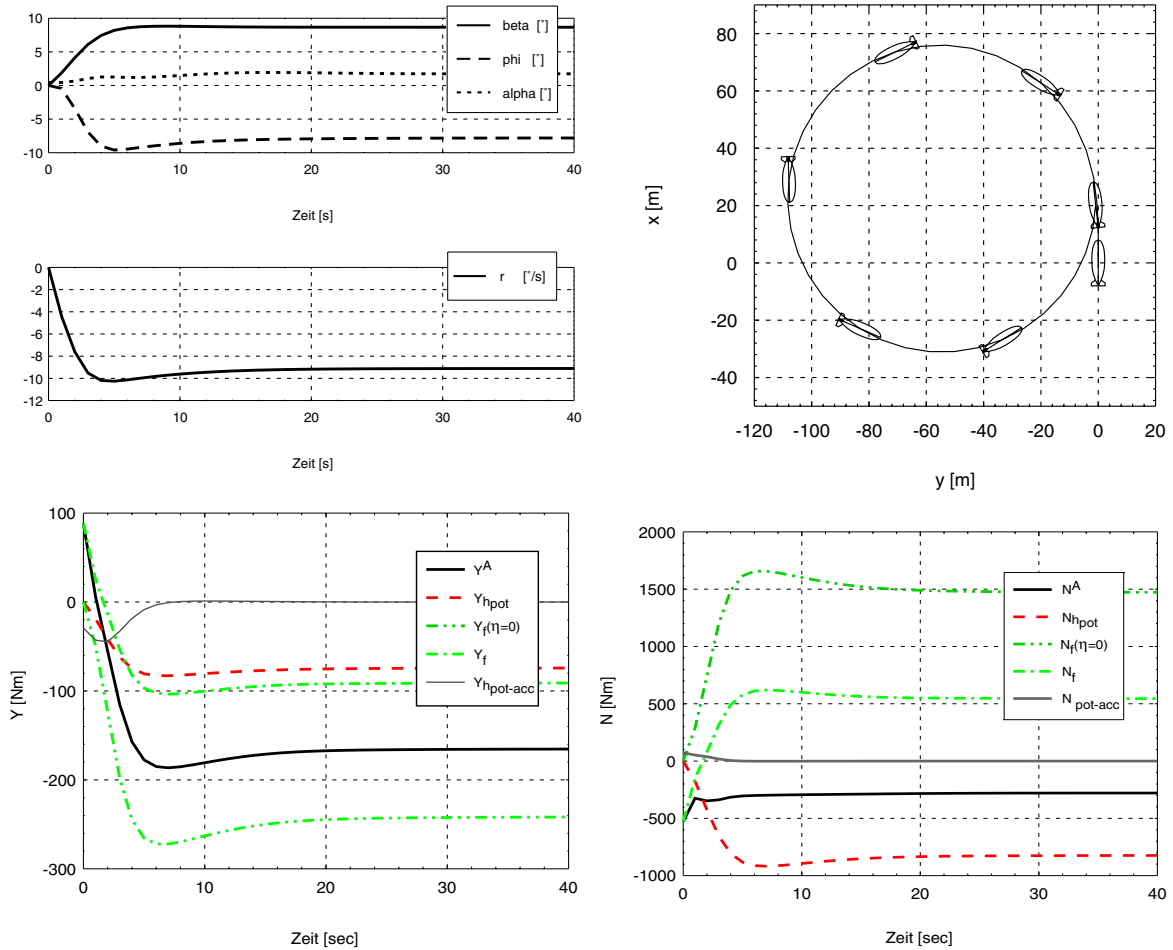 10
5
0
-5
-10
beta [°]
phi [°]
alpha [°]
0 10 20 30 40
Zeit [s]
0
-2
-4
-6
-8
-10
-12
r [°/s]
0 10 20 30 40
Zeit [s]
80
60
40
20
0
-20
-40
x [m]
-120 -100 -80 -60 -40 -20 0 20
y [m]
100
0
-100
-200
-300
Y [Nm]
Y^A
Y_hpot
Y_f(η=0)
Y_f
Y_hpot-acc
0 10 20 30 40
Zeit [sec]
2000
1500
1000
500
0
-500
-1000
N [Nm]
N^A
N_hpot
N_f(η=0)
N_f
N_pot-acc
0 10 20 30 40
Zeit [sec]